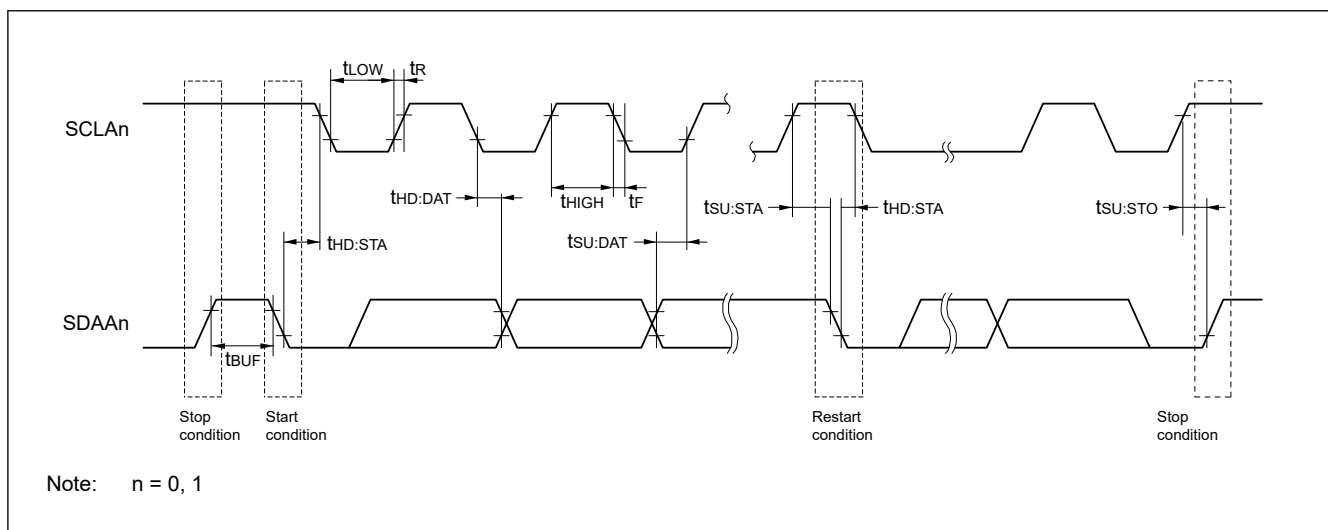 tLOW tR
SCLAn
tHD:DAT tHIGH tF tSU:STA tHD:STA tSU:STO
tHD:STA tSU:DAT
SDAAn
tBUF
Stop condition
Start condition
Restart condition
Stop condition
Note: n = 0, 1